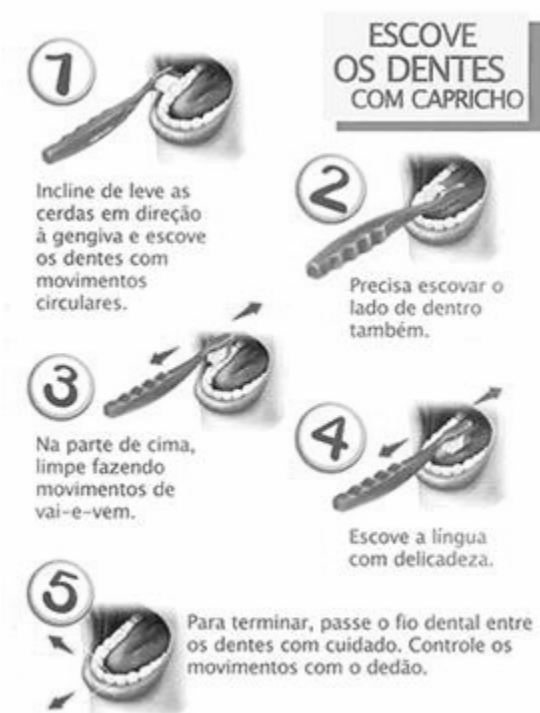 ESCOVE
OS DENTES
COM CAPRICHO
1
Incline de leve as
cerdas em direção
à gengiva e escove
os dentes com
movimentos
circulares.
2
Precisa escovar o
lado de dentro
também.
3
Na parte de cima,
limpe fazendo
movimentos de
vai-e-vem.
4
Escove a língua
com delicadeza.
5
Para terminar, passe o fio dental entre
os dentes com cuidado. Controle os
movimentos com o dedão.